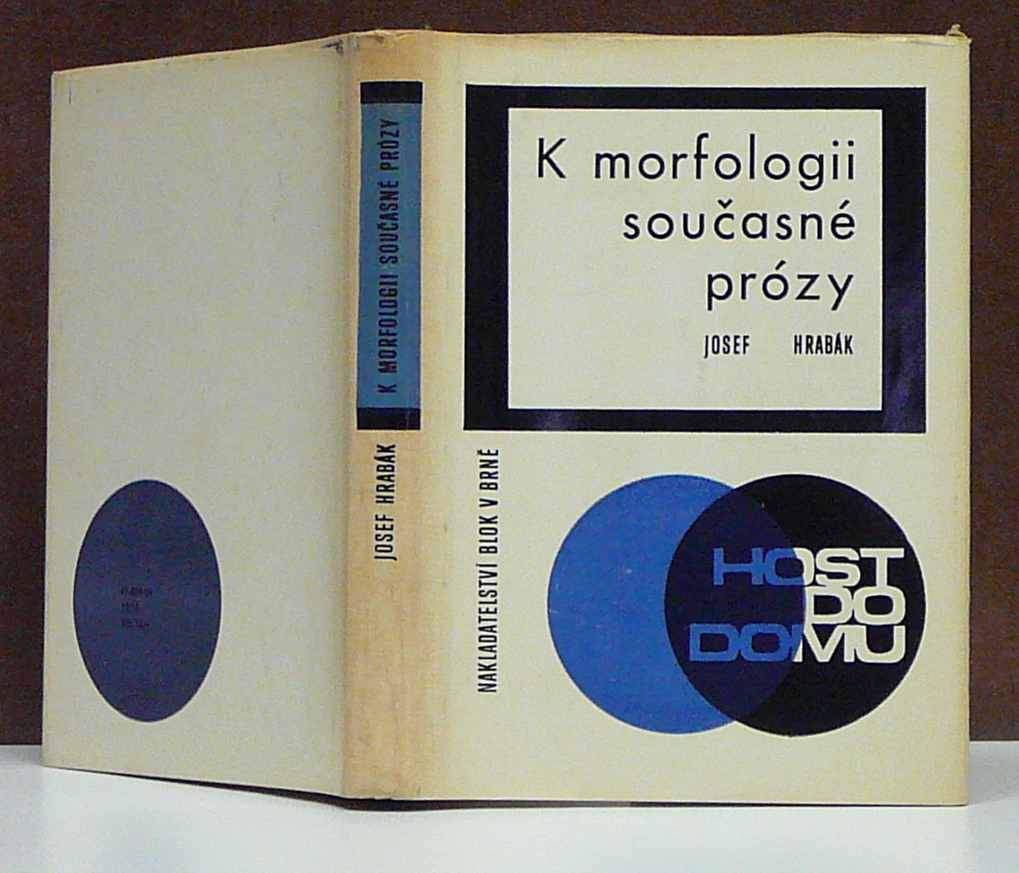 K morfologii
současné
prózy
JOSEF HRABÁK
NAKLADATELSTVÍ BLOK V BRNĚ
HOST
DO
DOMU
K MORFOLOGII SOUČASNÉ PRÓZY
JOSEF HRABÁK